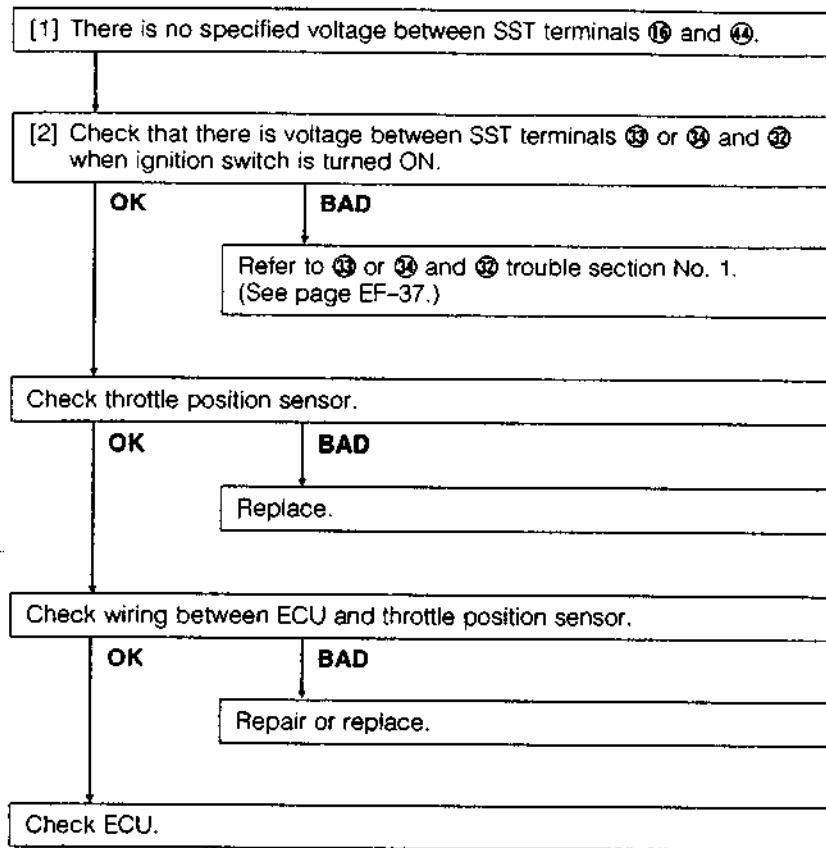 [1] There is no specified voltage between SST terminals ⑯ and ㊹.
[2] Check that there is voltage between SST terminals ㉝ or ㉞ and ㉜
when ignition switch is turned ON.
OK BAD
Refer to ㉝ or ㉞ and ㉜ trouble section No. 1.
(See page EF–37.)
Check throttle position sensor.
OK BAD
Replace.
Check wiring between ECU and throttle position sensor.
OK BAD
Repair or replace.
Check ECU.